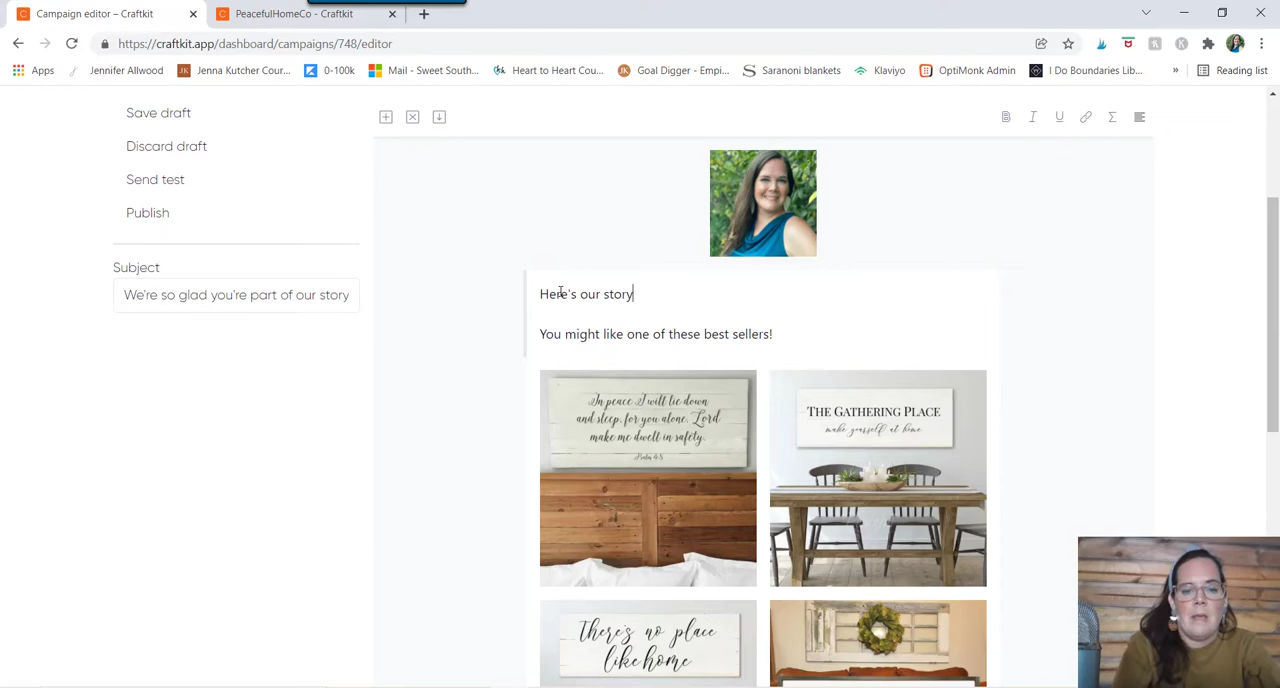 Campaign editor – Craftkit
PeacefulHomeCo - Craftkit
https://craftkit.app/dashboard/campaigns/748/editor
Apps
Jennifer Allwood
Jenna Kutcher Cour...
0-100k
Mail - Sweet South...
Heart to Heart Cou...
Goal Digger - Empi...
Saranoni blankets
Klaviyo
OptiMonk Admin
I Do Boundaries Lib...
»
Reading list
Save draft
Discard draft
Send test
Publish
Subject
We're so glad you're part of our story
B I U Σ
Here's our story
You might like one of these best sellers!
In peace I will lie down
and sleep, for you alone, Lord
make me dwell in safety.
Psalm 4:8
THE GATHERING PLACE
make yourself at home
There's no place
like home